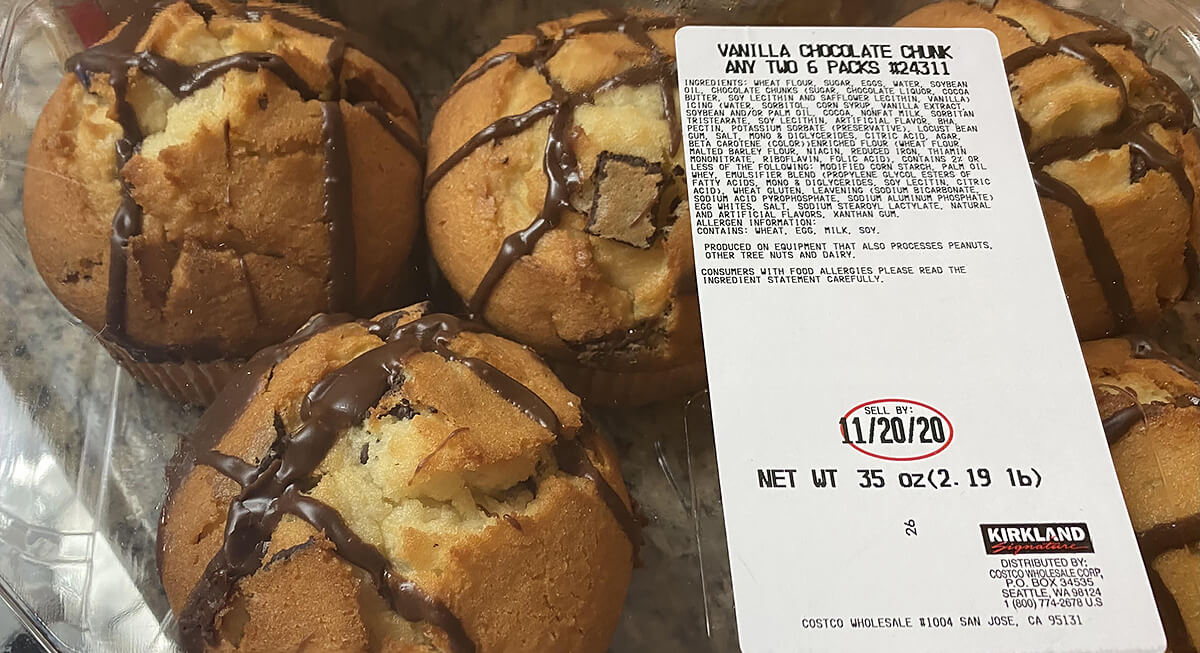 VANILLA CHOCOLATE CHUNK
ANY TWO 6 PACKS #24311
INGREDIENTS: WHEAT FLOUR, SUGAR, EGGS, WATER, SOYBEAN
OIL, CHOCOLATE CHUNKS (SUGAR, CHOCOLATE LIQUOR, COCOA
BUTTER, SOY LECITHIN AND SAFFLOWER LECITHIN, VANILLA)
ICING (WATER, SORBITOL, CORN SYRUP, VANILLA EXTRACT,
SOYBEAN AND/OR PALM OIL, COCOA, NONFAT MILK, SORBITAN
TRISTEARATE, SOY LECITHIN, ARTIFICIAL FLAVOR, BHA,
PECTIN, POTASSIUM SORBATE (PRESERVATIVE), LOCUST BEAN
GUM, SALT, MONO & DIGLYCERIDES, CITRIC ACID, AGAR,
BETA CAROTENE (COLOR))ENRICHED FLOUR (WHEAT FLOUR,
MALTED BARLEY FLOUR, NIACIN, REDUCED IRON, THIAMIN
MONONITRATE, RIBOFLAVIN, FOLIC ACID), CONTAINS 2% OR
LESS OF THE FOLLOWING: MODIFIED CORN STARCH, PALM OIL
WHEY, EMULSIFIER BLEND (PROPYLENE GLYCOL ESTERS OF
FATTY ACIDS, MONO & DIGLYCERIDES, SOY LECITIN, CITRIC
ACID), WHEAT GLUTEN, LEAVENING (SODIUM BICARBONATE,
SODIUM ACID PYROPHOSPHATE, SODIUM ALUMINUM PHOSPHATE)
EGG WHITES, SALT, SODIUM STEAROYL LACTYLATE, NATURAL
AND ARTIFICIAL FLAVORS, XANTHAN GUM.
ALLERGEN INFORMATION:
CONTAINS: WHEAT, EGG, MILK, SOY.
PRODUCED ON EQUIPMENT THAT ALSO PROCESSES PEANUTS,
OTHER TREE NUTS AND DAIRY.
CONSUMERS WITH FOOD ALLERGIES PLEASE READ THE
INGREDIENT STATEMENT CAREFULLY.
SELL BY:
11/20/20
NET WT 35 oz(2.19 lb)
26
KIRKLAND
Signature
DISTRIBUTED BY:
COSTCO WHOLESALE CORP,
P.O. BOX 34535
SEATTLE, WA 98124
1 (800) 774-2678 U.S
COSTCO WHOLESALE #1004 SAN JOSE, CA 95131